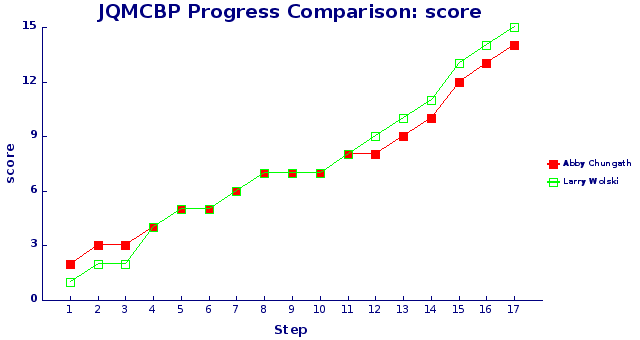 JQMCBP Progress Comparison: score
15
12
9
6
3
0
score
1 2 3 4 5 6 7 8 9 10 11 12 13 14 15 16 17
Step
Abby Chungath
Larry Wolski